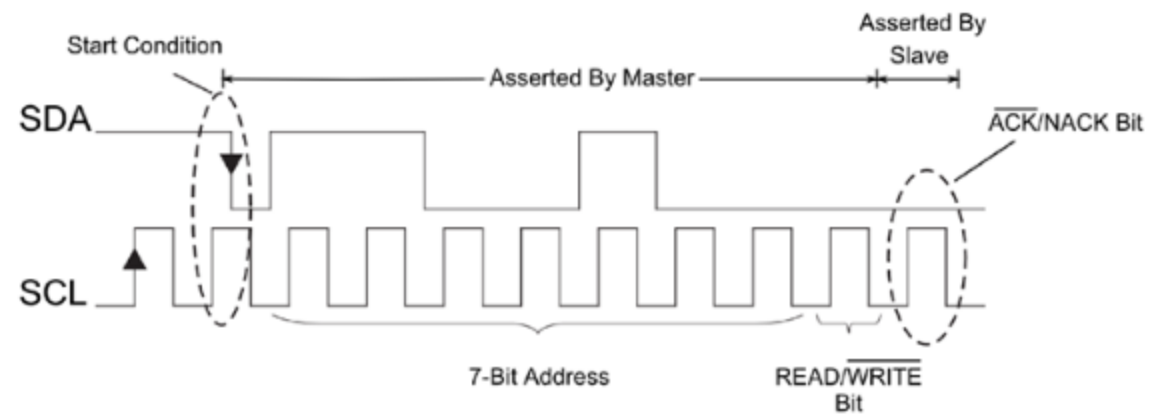 Asserted By
Slave
Start Condition
Asserted By Master
SDA
ACK/NACK Bit
SCL
7-Bit Address
READ/WRITE
Bit